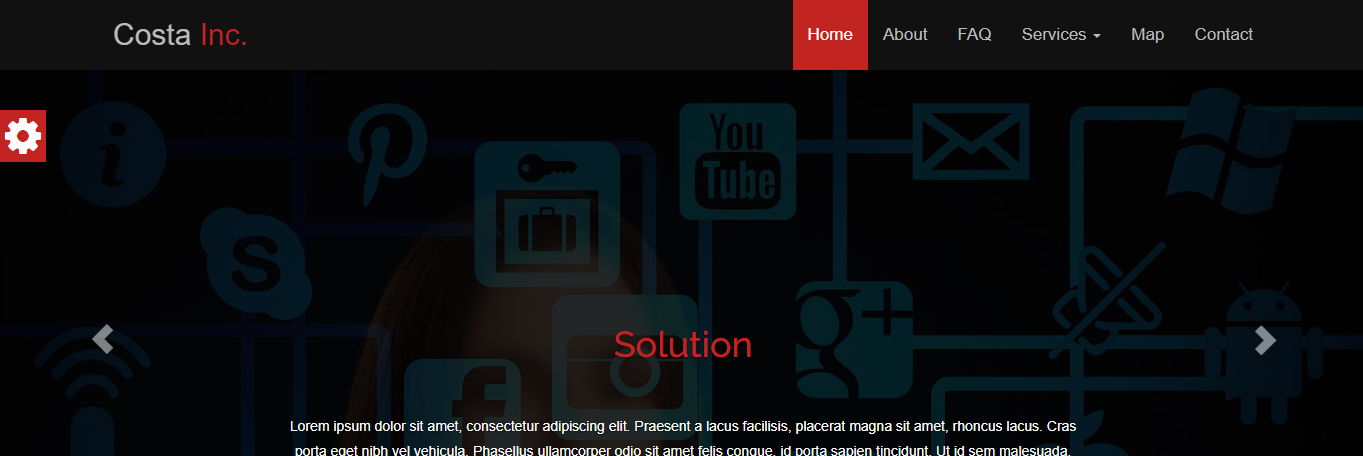 Costa Inc.
Home About FAQ Services Map Contact
You
Tube
Solution
Lorem ipsum dolor sit amet, consectetur adipiscing elit. Praesent a lacus facilisis, placerat magna sit amet, rhoncus lacus. Cras
porta eget nibh vel vehicula. Phasellus ullamcorper odio sit amet felis congue, id porta sapien tincidunt. Ut id sem malesuada,